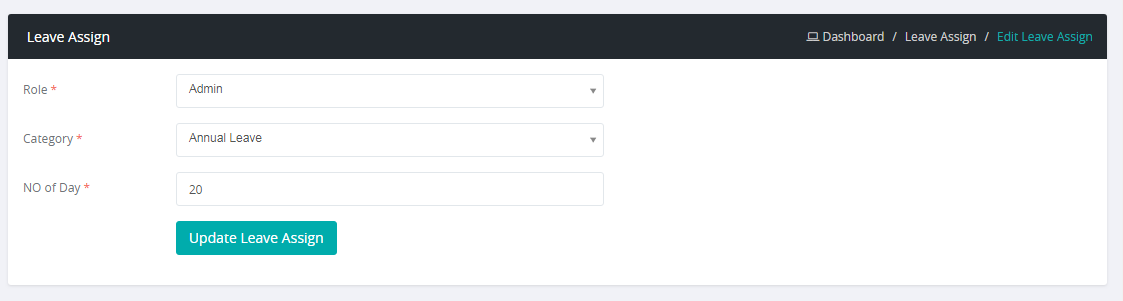 Leave Assign
Dashboard / Leave Assign / Edit Leave Assign
Role *
Admin
Category *
Annual Leave
NO of Day *
20
Update Leave Assign